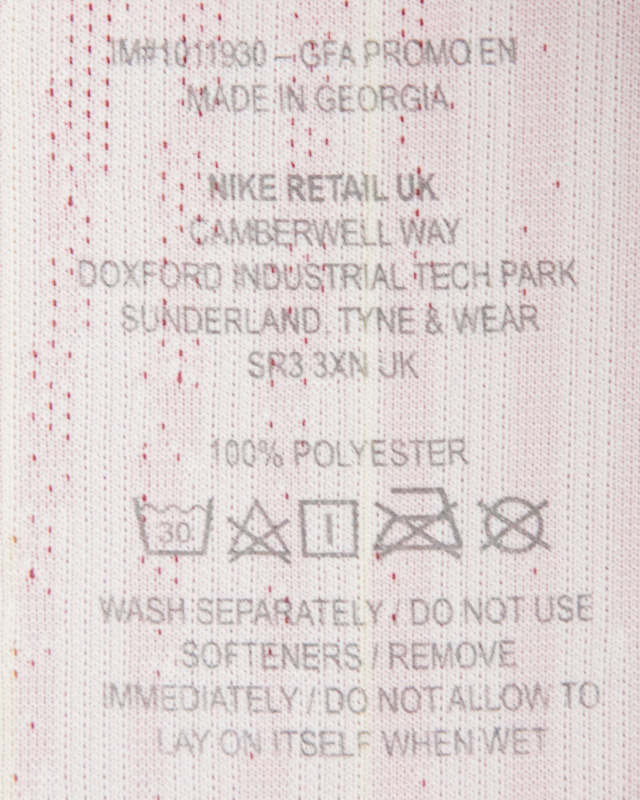 IM#1011930 – GFA PROMO EN
MADE IN GEORGIA
NIKE RETAIL UK
CAMBERWELL WAY
DOXFORD INDUSTRIAL TECH PARK
SUNDERLAND, TYNE & WEAR
SR3 3XN UK
100% POLYESTER
30
WASH SEPARATELY / DO NOT USE
SOFTENERS / REMOVE
IMMEDIATELY / DO NOT ALLOW TO
LAY ON ITSELF WHEN WET